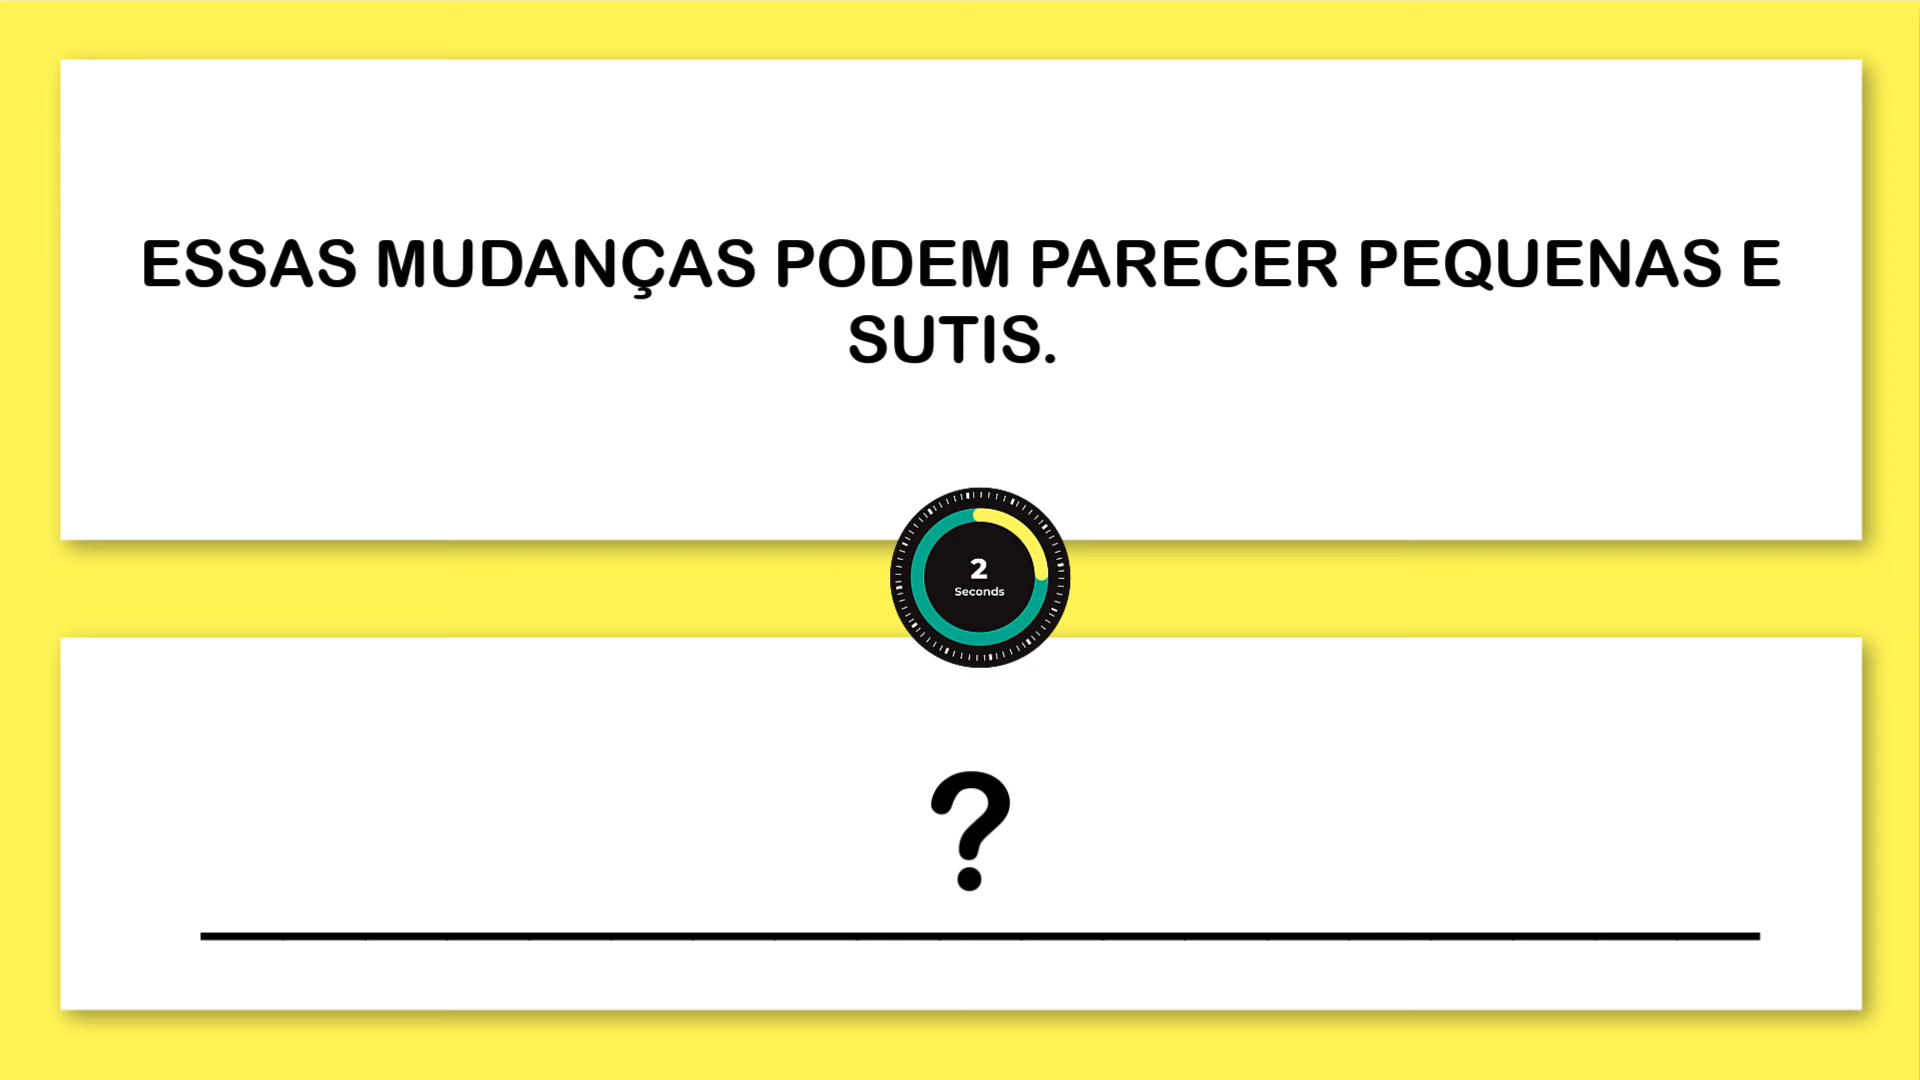 ESSAS MUDANÇAS PODEM PARECER PEQUENAS E
SUTIS.
2
Seconds
?